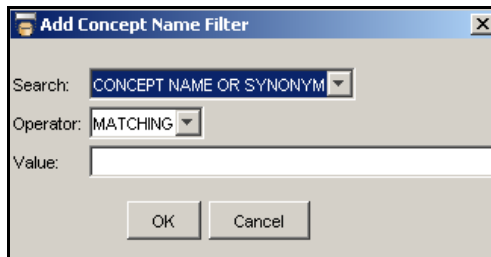 Add Concept Name Filter
Search: CONCEPT NAME OR SYNONYM
Operator: MATCHING
Value:
OK Cancel